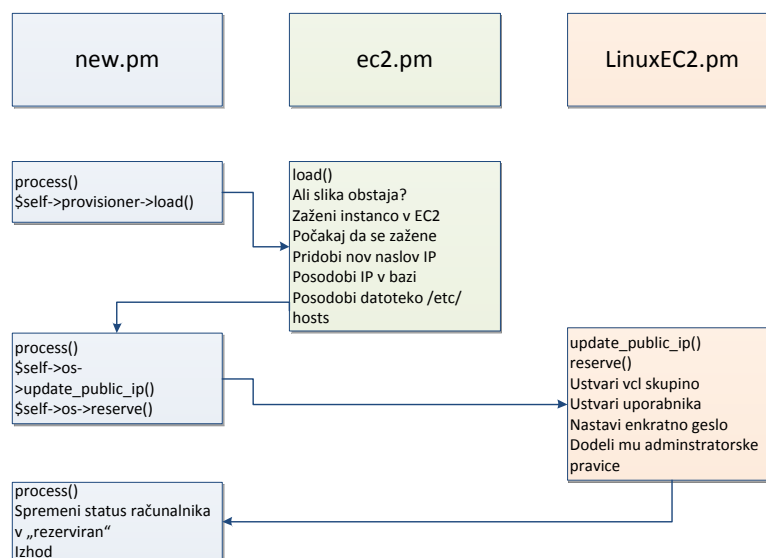 new.pm
ec2.pm
LinuxEC2.pm
process()
$self->provisioner->load()
load()
Ali slika obstaja?
Zaženi instanco v EC2
Počakaj da se zažene
Pridobi nov naslov IP
Posodobi IP v bazi
Posodobi datoteko /etc/
hosts
process()
$self->os-
>update_public_ip()
$self->os->reserve()
update_public_ip()
reserve()
Ustvari vcl skupino
Ustvari uporabnika
Nastavi enkratno geslo
Dodeli mu adminstratorske
pravice
process()
Spremeni status računalnika
v „rezerviran“
Izhod